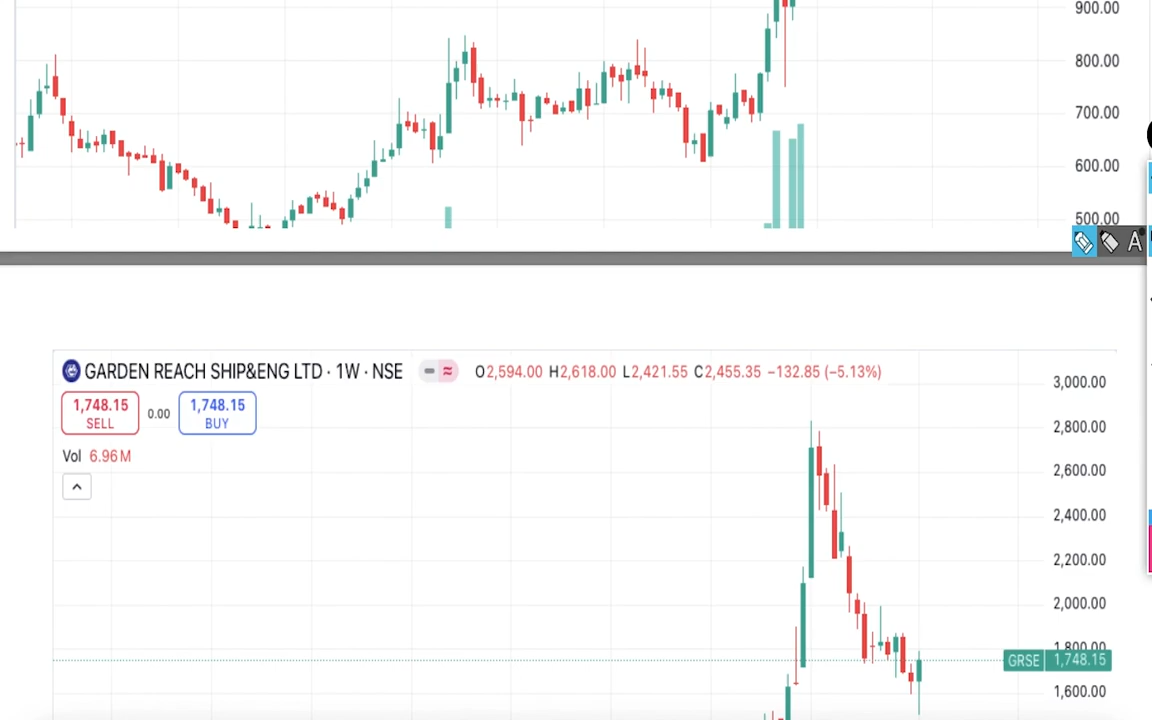 900.00
800.00
700.00
600.00
500.00
A
GARDEN REACH SHIP&ENG LTD · 1W · NSE O2,594.00 H2,618.00 L2,421.55 C2,455.35 −132.85 (−5.13%)
1,748.15 SELL 0.00 1,748.15 BUY
Vol 6.96M
3,000.00
2,800.00
2,600.00
2,400.00
2,200.00
2,000.00
1,800.00
GRSE 1,748.15
1,600.00